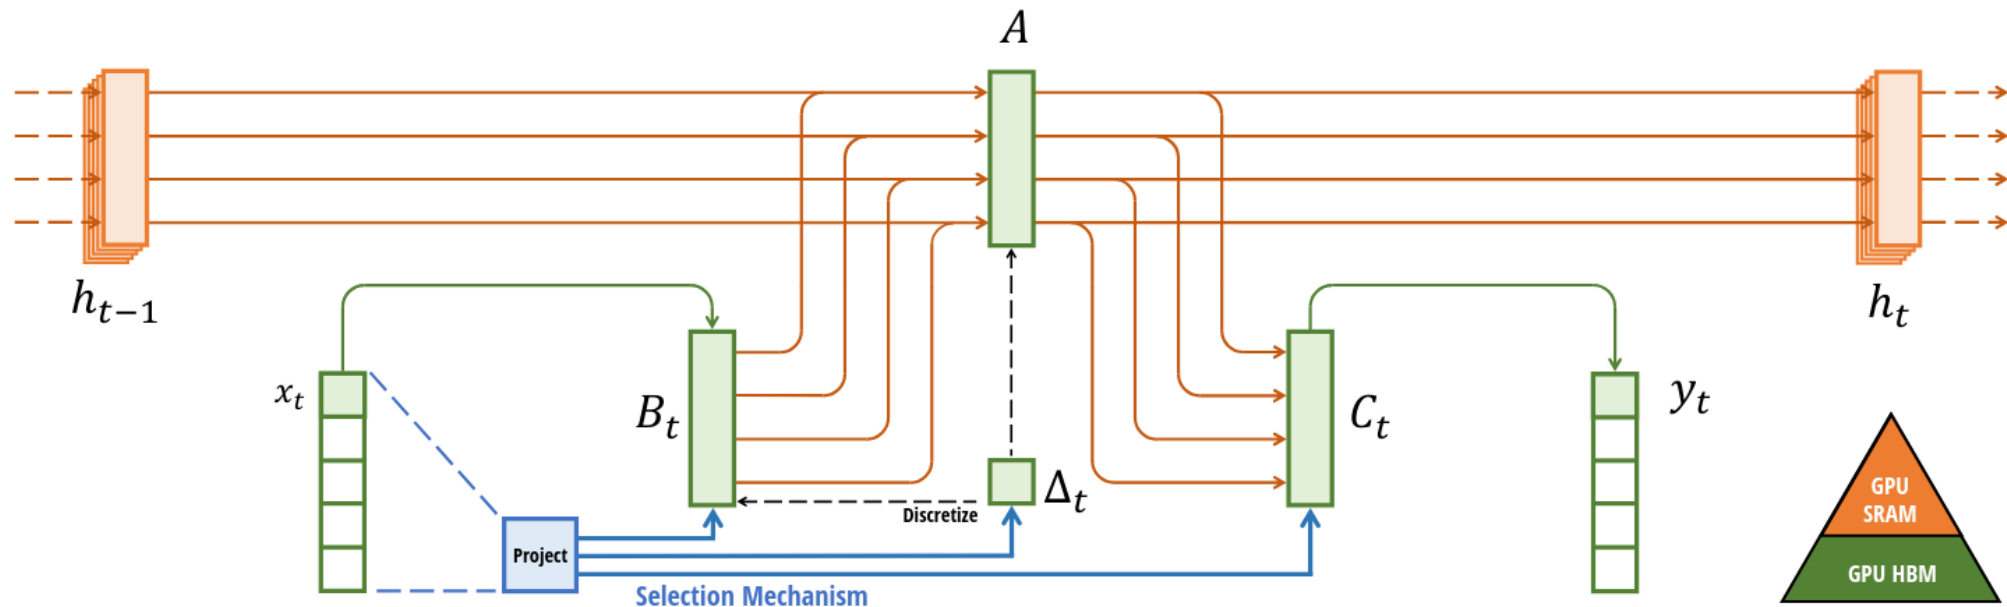 A
h_{t-1}
h_t
x_t
B_t
C_t
y_t
Δ_t
Discretize
Project
Selection Mechanism
GPU
SRAM
GPU HBM